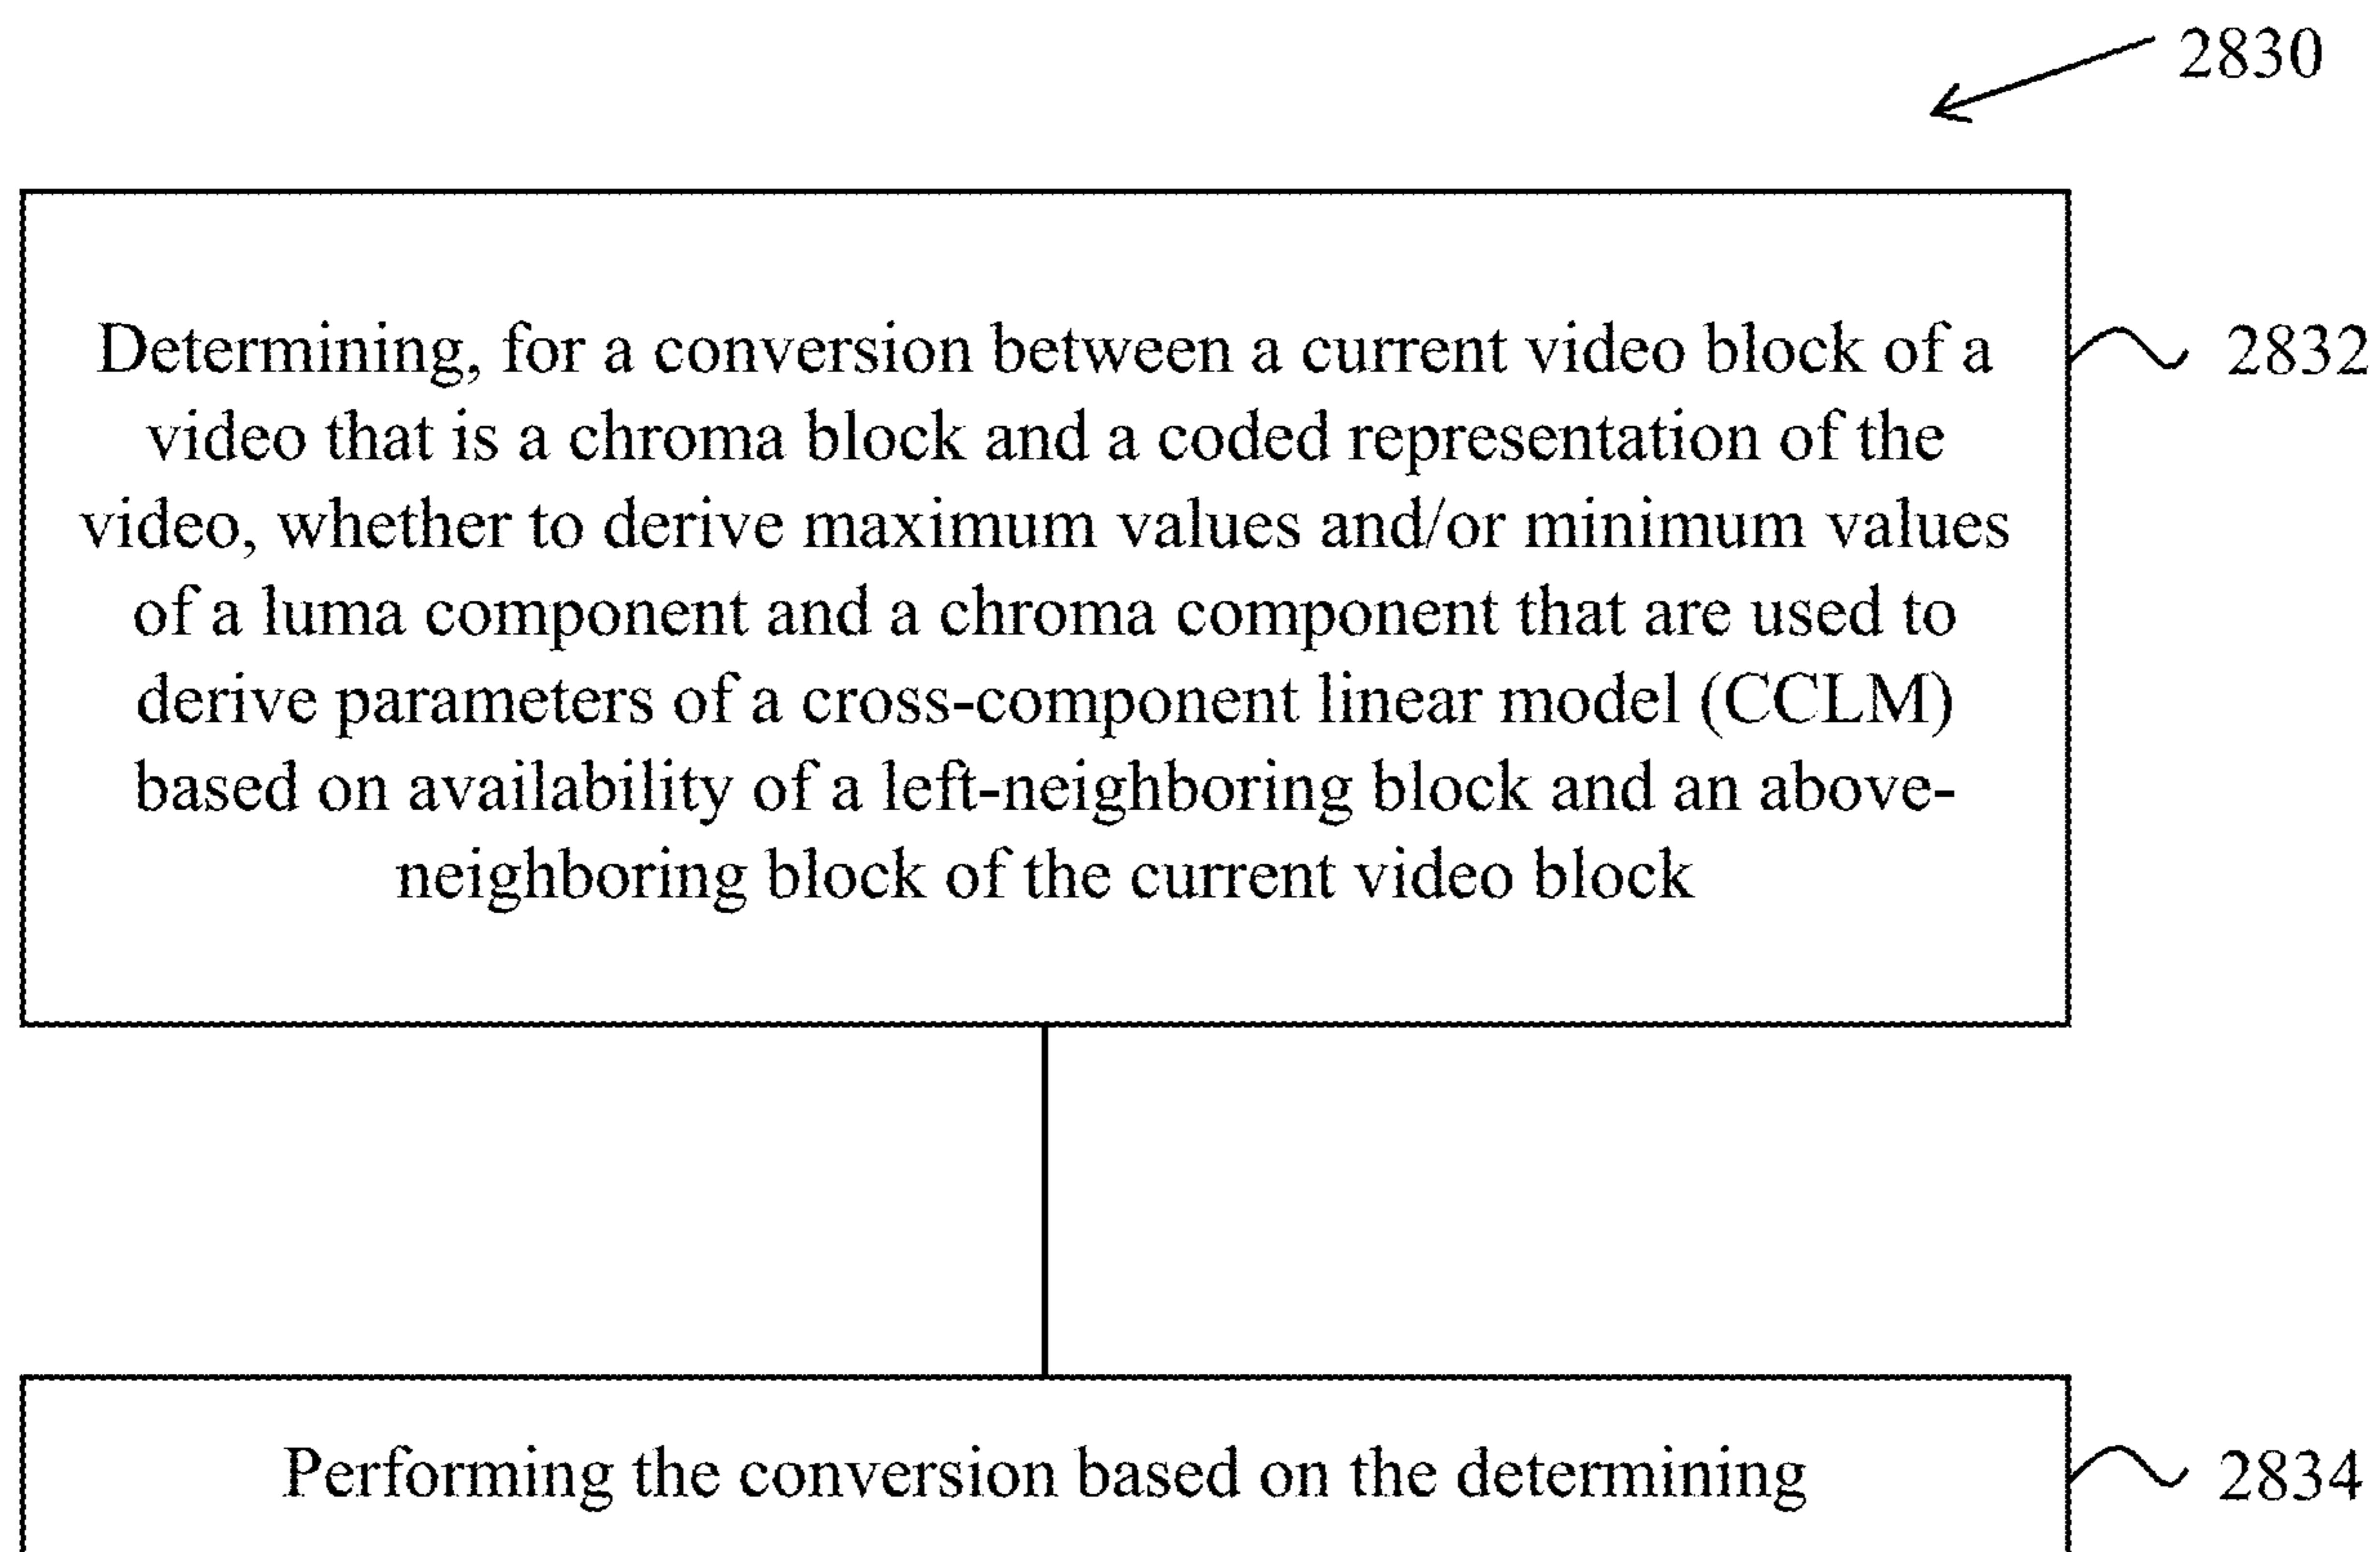 2830
Determining, for a conversion between a current video block of a
video that is a chroma block and a coded representation of the
video, whether to derive maximum values and/or minimum values
of a luma component and a chroma component that are used to
derive parameters of a cross-component linear model (CCLM)
based on availability of a left-neighboring block and an above-
neighboring block of the current video block
2832
Performing the conversion based on the determining
2834